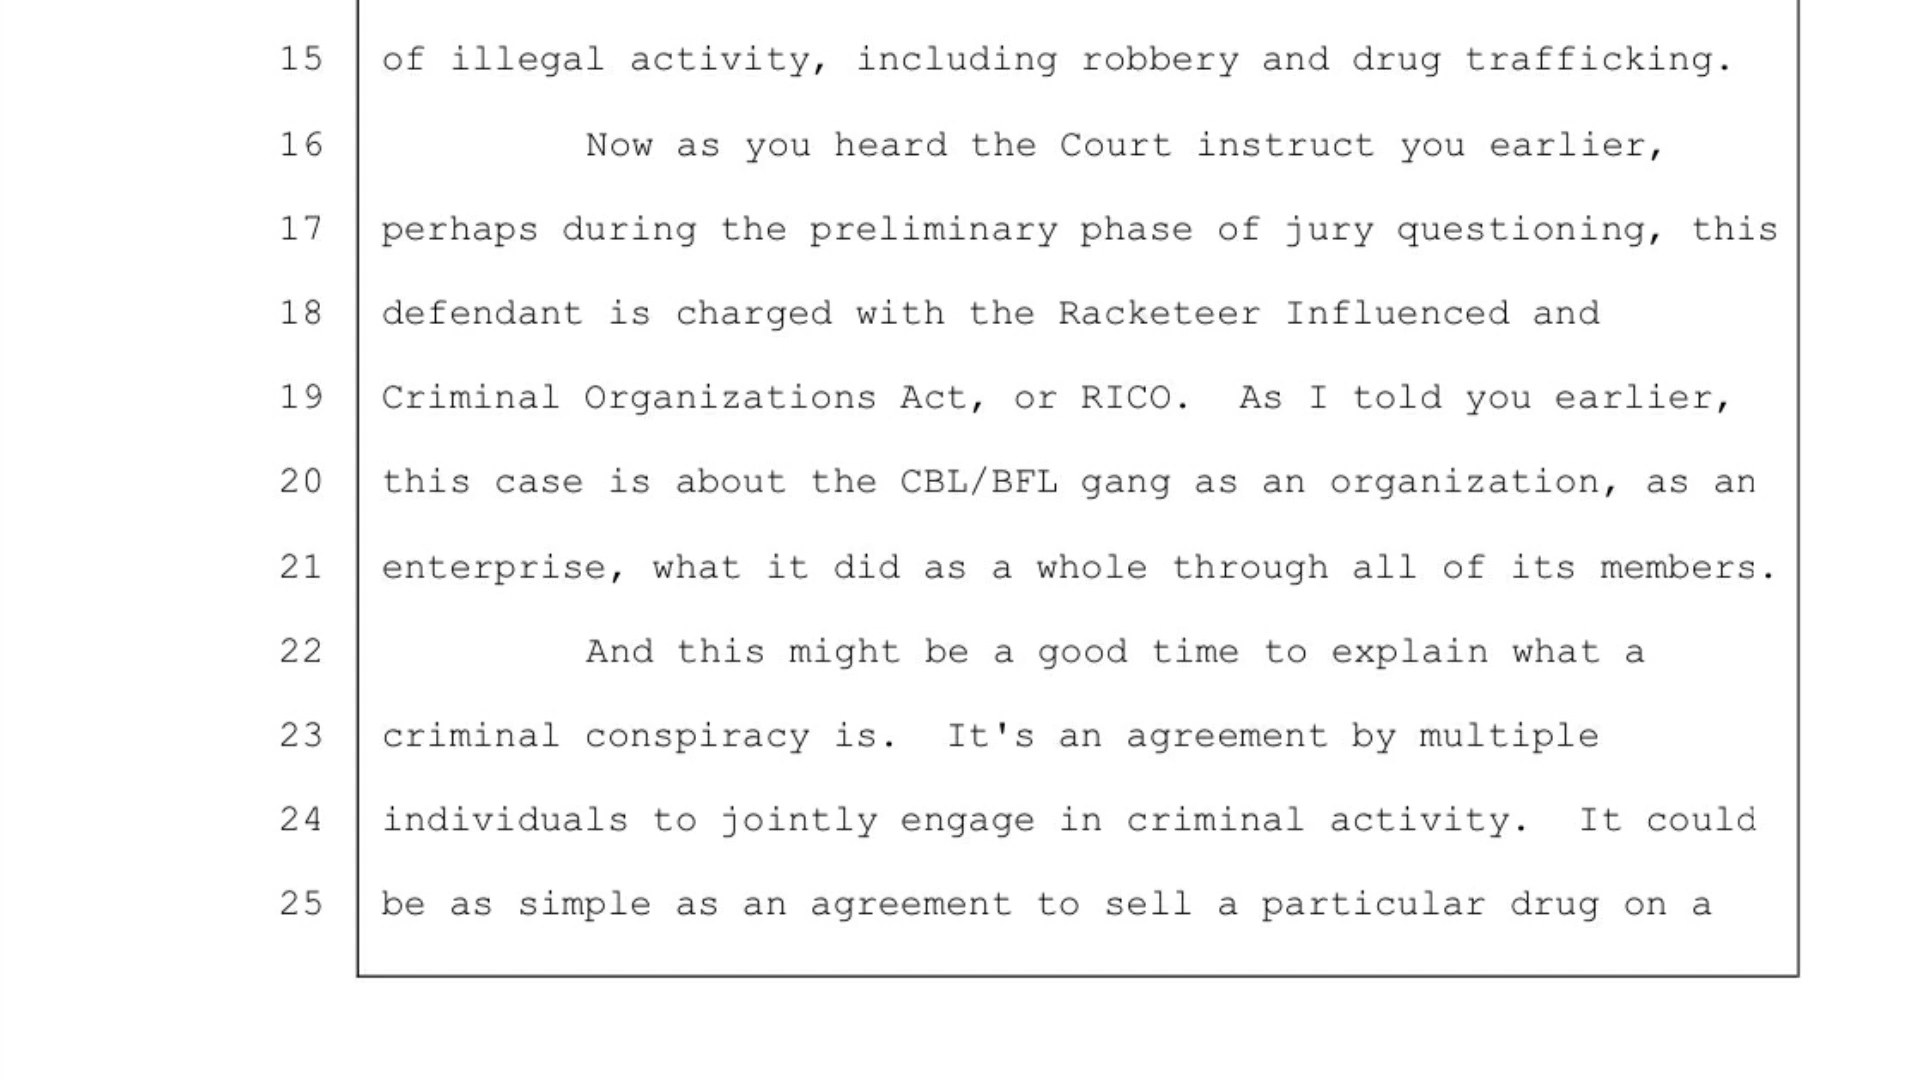 15 of illegal activity, including robbery and drug trafficking.
16 Now as you heard the Court instruct you earlier,
17 perhaps during the preliminary phase of jury questioning, this
18 defendant is charged with the Racketeer Influenced and
19 Criminal Organizations Act, or RICO.  As I told you earlier,
20 this case is about the CBL/BFL gang as an organization, as an
21 enterprise, what it did as a whole through all of its members.
22 And this might be a good time to explain what a
23 criminal conspiracy is.  It's an agreement by multiple
24 individuals to jointly engage in criminal activity.  It could
25 be as simple as an agreement to sell a particular drug on a